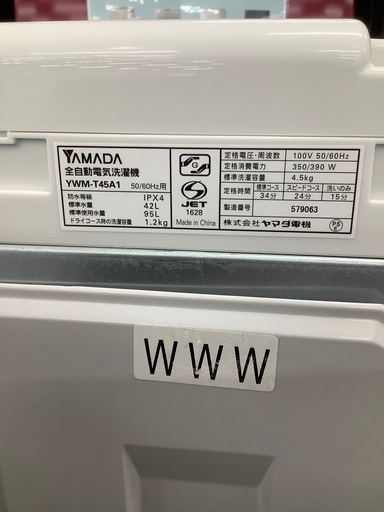 YAMADA
全自動電気洗濯機
YWM-T45A1 50/60Hz用
防水等級 IPX4
標準水量 42L
標準使用水量 95L
ドライコース時の洗濯容量 1.2kg
G
JET
1628
Made in China
定格電圧・周波数 100V 50/60Hz
定格消費電力 350/390 W
標準洗濯容量 4.5kg
定格時間 標準コース スピードコース 洗いのみ
34分 24分 15分
製造番号 579063
株式会社ヤマダ電機
PS
E
WWW